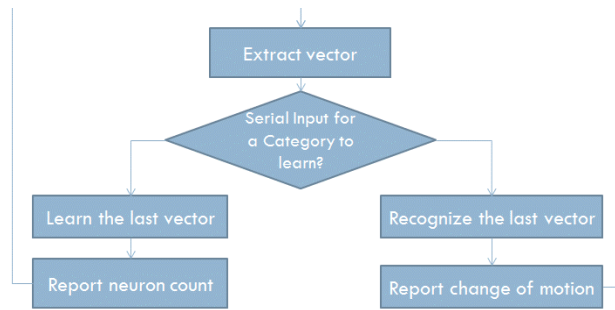 Extract vector
Serial Input for
a Category to
learn?
Learn the last vector
Recognize the last vector
Report neuron count
Report change of motion